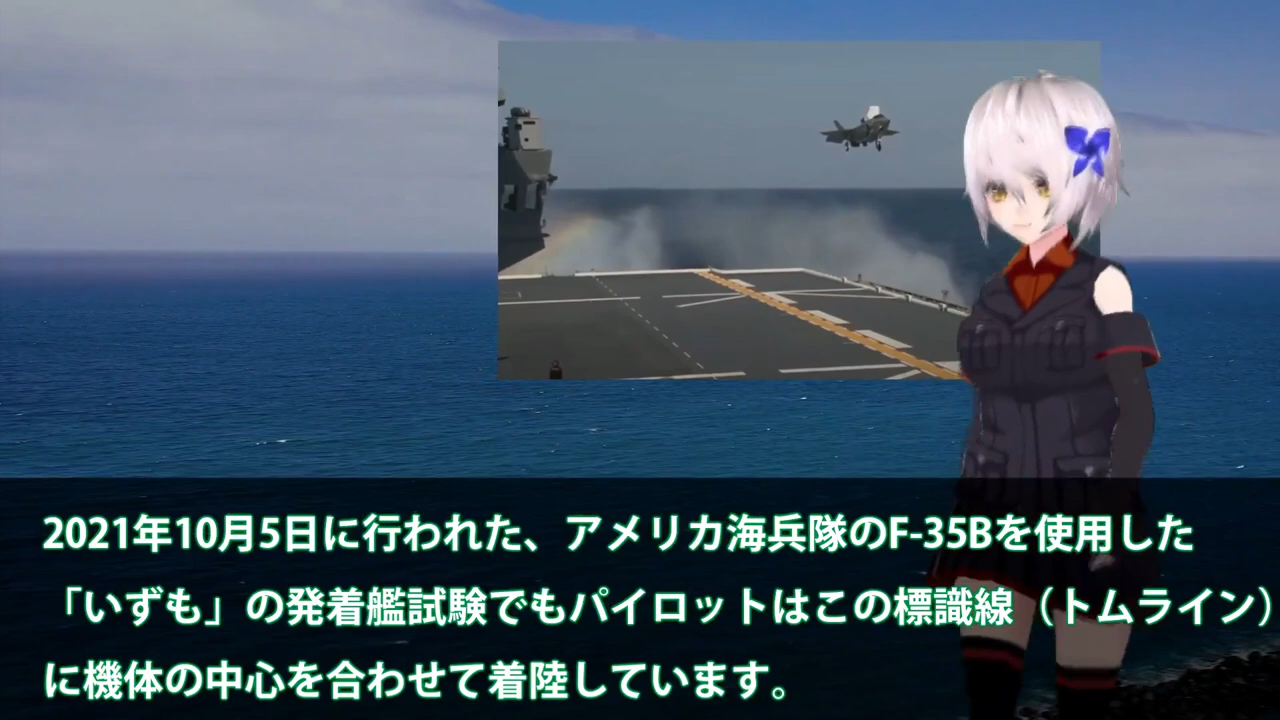 2021年10月5日に行われた、アメリカ海兵隊のF-35Bを使用した
「いずも」の発着艦試験でもパイロットはこの標識線（トムライン）
に機体の中心を合わせて着陸しています。